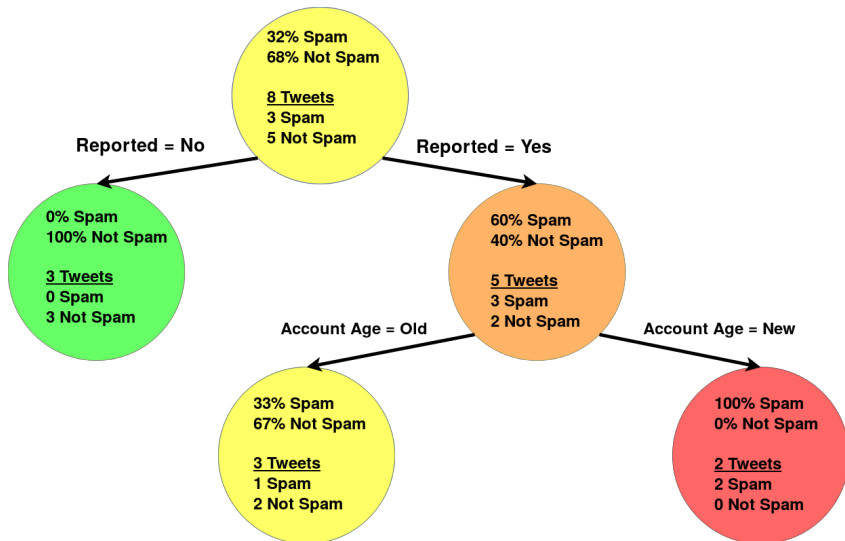 32% Spam
68% Not Spam
8 Tweets
3 Spam
5 Not Spam
Reported = No
Reported = Yes
0% Spam
100% Not Spam
3 Tweets
0 Spam
3 Not Spam
60% Spam
40% Not Spam
5 Tweets
3 Spam
2 Not Spam
Account Age = Old
Account Age = New
33% Spam
67% Not Spam
3 Tweets
1 Spam
2 Not Spam
100% Spam
0% Not Spam
2 Tweets
2 Spam
0 Not Spam